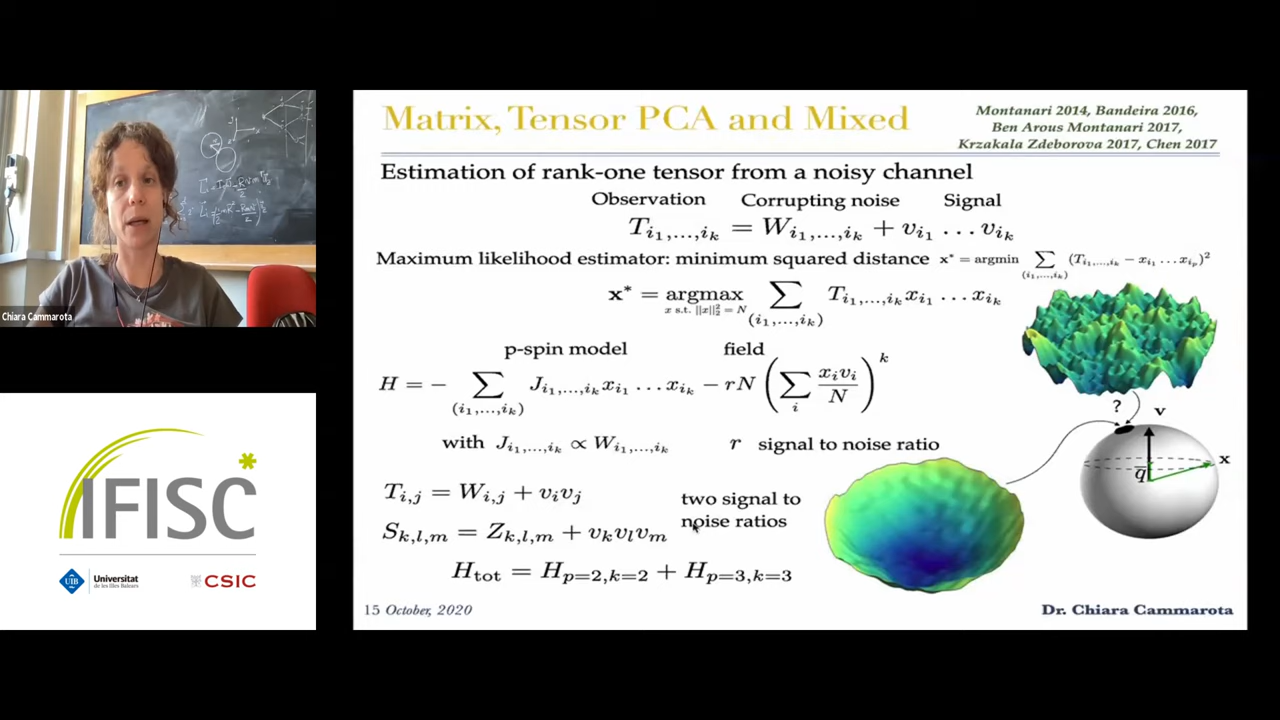 Chiara Cammarota
IFISC
Universitat
de les Illes Balears
CSIC
Matrix, Tensor PCA and Mixed
Montanari 2014, Bandeira 2016,
Ben Arous Montanari 2017,
Krzakala Zdeborova 2017, Chen 2017
Estimation of rank-one tensor from a noisy channel
Observation Corrupting noise Signal
T_{i_1,...,i_k} = W_{i_1,...,i_k} + v_{i_1} ... v_{i_k}
Maximum likelihood estimator: minimum squared distance x* = argmin ∑_{(i_1,...,i_k)} (T_{i_1,...,i_k} − x_{i_1} ... x_{i_p})²
x* = argmax_{x s.t. ||x||_2^2=N} ∑_{(i_1,...,i_k)} T_{i_1,...,i_k} x_{i_1} ... x_{i_k}
p-spin model field
H = − ∑_{(i_1,...,i_k)} J_{i_1,...,i_k} x_{i_1} ... x_{i_k} − rN (∑_i x_i v_i / N)^k
with J_{i_1,...,i_k} ∝ W_{i_1,...,i_k} r signal to noise ratio
T_{i,j} = W_{i,j} + v_i v_j
S_{k,l,m} = Z_{k,l,m} + v_k v_l v_m
two signal to
noise ratios
H_tot = H_{p=2,k=2} + H_{p=3,k=3}
?
v
x
q̅
15 October, 2020
Dr. Chiara Cammarota